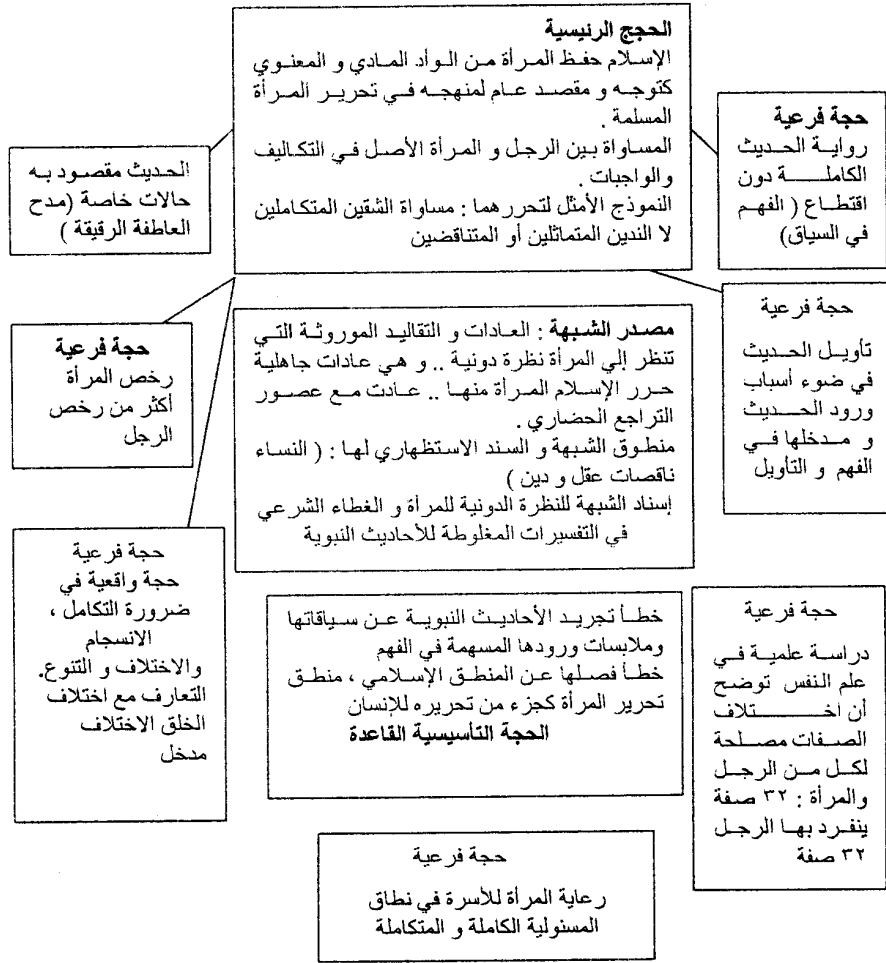 الحجج الرئيسية
الإسلام حفظ المرأة من الوأد المادي و المعنوي
كتوجه و مقصد عام لمنهجه في تحرير المرأة
المسلمة .
المساواة بين الرجل و المرأة الأصل في التكاليف
والواجبات .
النموذج الأمثل لتحررهما : مساواة الشقين المتكاملين
لا الندين المتماثلين أو المتناقضين
حجة فرعية
رواية الحديث
الكاملة دون
اقتطاع ( الفهم
في السياق)
الحديث مقصود به
حالات خاصة (مدح
العاطفة الرقيقة )
حجة فرعية
تأويل الحديث
في ضوء أسباب
ورود الحديث
و مدخلها في
الفهم و التأويل
مصدر الشبهة : العادات و التقاليد الموروثة التي
تنظر إلي المرأة نظرة دونية .. و هي عادات جاهلية
حرر الإسلام المرأة منها .. عادت مع عصور
التراجع الحضاري .
منطوق الشبهة و السند الاستظهاري لها : ( النساء
ناقصات عقل و دين )
إسناد الشبهة للنظرة الدونية للمرأة و الغطاء الشرعي
في التفسيرات المغلوطة للأحاديث النبوية
حجة فرعية
رخص المرأة
أكثر من رخص
الرجل
حجة فرعية
حجة واقعية في
ضرورة التكامل ،
الانسجام
والاختلاف و التنوع.
التعارف مع اختلاف
الخلق الاختلاف
مدخل
خطأ تجريد الأحاديث النبوية عن سياقاتها
وملابسات ورودها المسهمة في الفهم
خطأ فصلها عن المنطق الإسلامي ، منطق
تحرير المرأة كجزء من تحريره للإنسان
الحجة التأسيسية القاعدة
حجة فرعية
دراسة علمية في
علم النفس توضح
أن اختلاف
الصفات مصلحة
لكل من الرجل
والمرأة : ٣٢ صفة
ينفرد بها الرجل
٣٢ صفة
حجة فرعية
رعاية المرأة للأسرة في نطاق
المسئولية الكاملة و المتكاملة